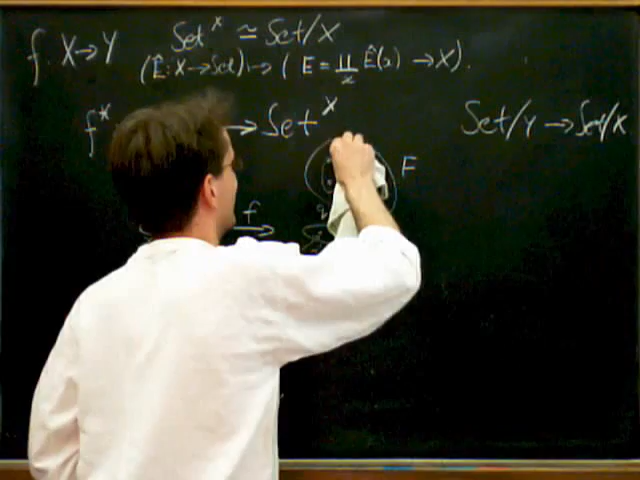 f: X → Y
Set^X ≃ Set/X
(Ê: X → Set) ↦ ( E = ∐_x Ê(x) → X ).
f* → Set^X
Set/Y → Set/X
E
f